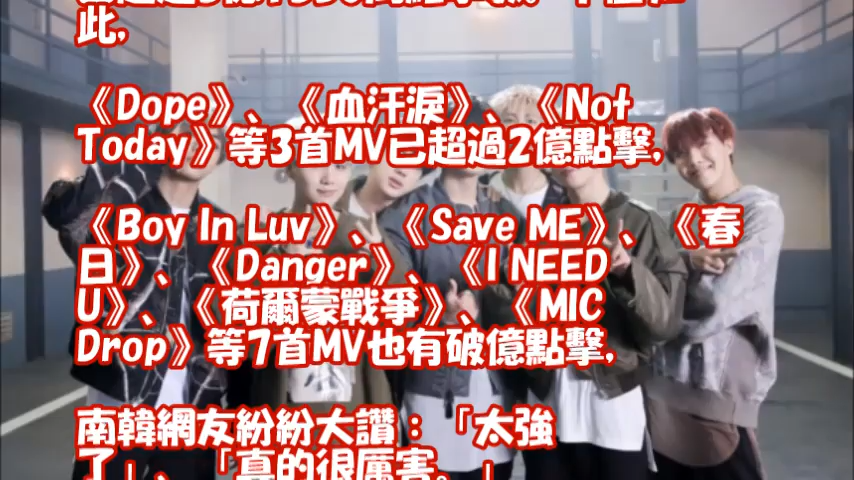 此,
《Dope》、《血汗淚》、《Not
Today》等3首MV已超過2億點擊,
《Boy In Luv》、《Save ME》、《春
日》、《Danger》、《I NEED
U》、《荷爾蒙戰爭》、《MIC
Drop》等7首MV也有破億點擊,
南韓網友紛紛大讚：「太強
了」、「真的很厲害。」